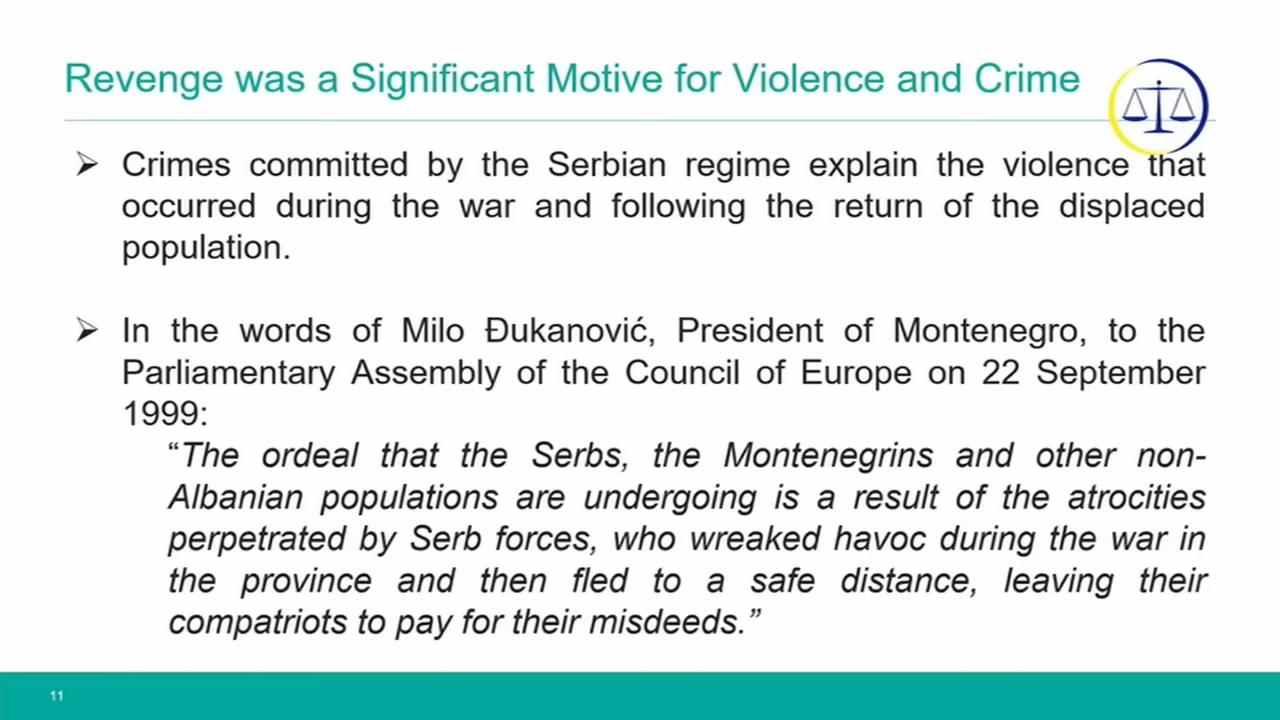 Revenge was a Significant Motive for Violence and Crime
➢ Crimes committed by the Serbian regime explain the violence that
occurred during the war and following the return of the displaced
population.
➢ In the words of Milo Đukanović, President of Montenegro, to the
Parliamentary Assembly of the Council of Europe on 22 September
1999:
“The ordeal that the Serbs, the Montenegrins and other non-
Albanian populations are undergoing is a result of the atrocities
perpetrated by Serb forces, who wreaked havoc during the war in
the province and then fled to a safe distance, leaving their
compatriots to pay for their misdeeds.”
11